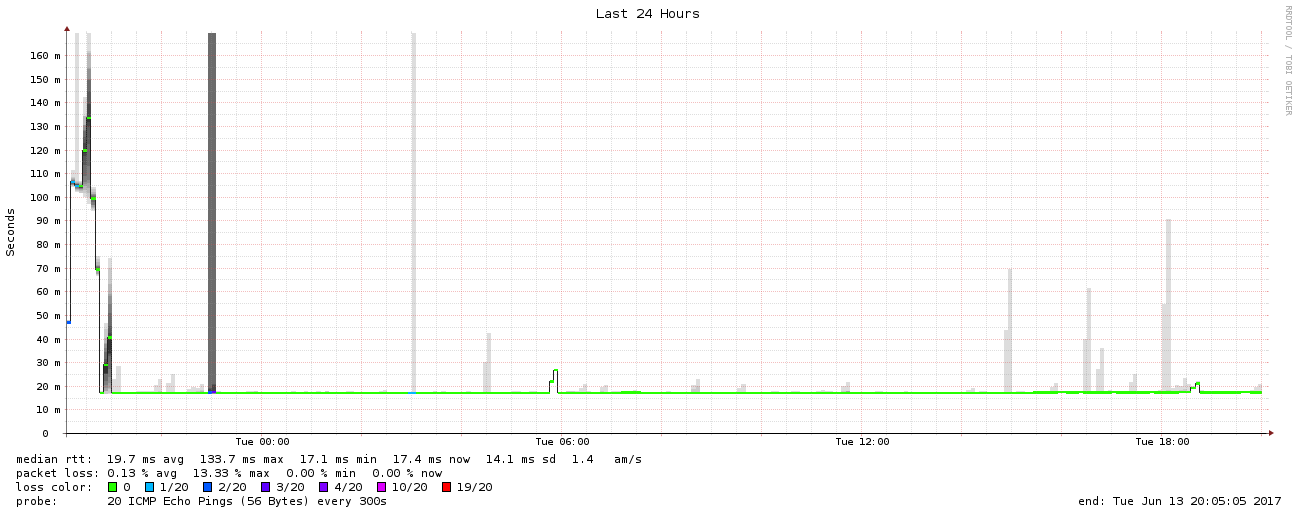 Last 24 Hours
RRDTOOL / TOBI OETIKER
Seconds
160 m
150 m
140 m
130 m
120 m
110 m
100 m
90 m
80 m
70 m
60 m
50 m
40 m
30 m
20 m
10 m
0
Tue 00:00 Tue 06:00 Tue 12:00 Tue 18:00
median rtt: 19.7 ms avg 133.7 ms max 17.1 ms min 17.4 ms now 14.1 ms sd 1.4 am/s
packet loss: 0.13 % avg 13.33 % max 0.00 % min 0.00 % now
loss color: 0 1/20 2/20 3/20 4/20 10/20 19/20
probe: 20 ICMP Echo Pings (56 Bytes) every 300s end: Tue Jun 13 20:05:05 2017